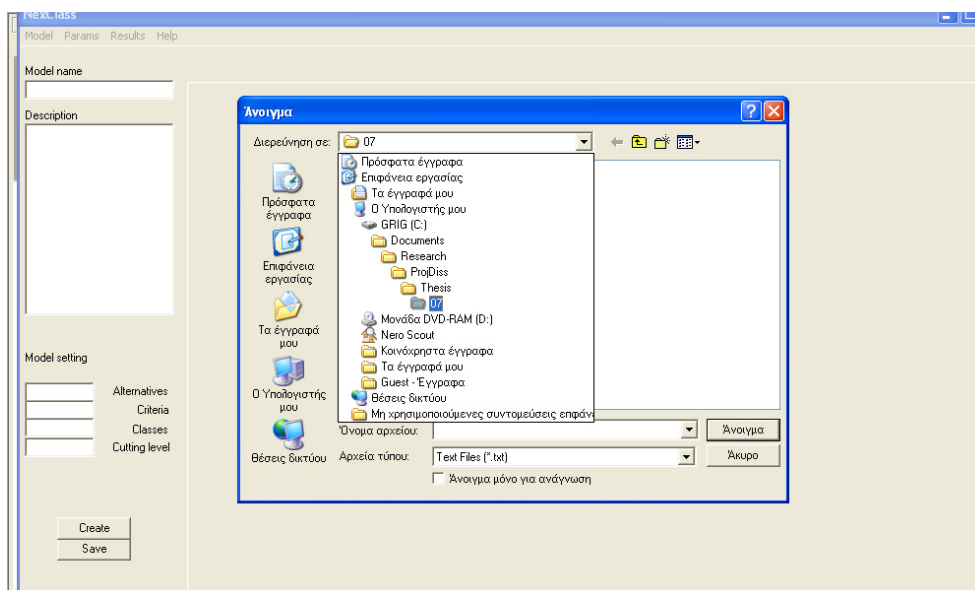 NexClass
Model Params Results Help
Model name
Description
Model setting
Alternatives
Criteria
Classes
Cutting level
Create
Save
Άνοιγμα
Διερεύνηση σε: 07
Πρόσφατα έγγραφα
Επιφάνεια εργασίας
Τα έγγραφά μου
Ο Υπολογιστής μου
GRIG (C:)
Documents
Research
ProjDiss
Thesis
07
Μονάδα DVD-RAM (D:)
Nero Scout
Κοινόχρηστα έγγραφα
Τα έγγραφά μου
Guest - Έγγραφα
Θέσεις δικτύου
Μη χρησιμοποιούμενες συντομεύσεις
Πρόσφατα
έγγραφα
Επιφάνεια
εργασίας
Τα έγγραφά
μου
Ο Υπολογιστής
μου
Θέσεις δικτύου
Όνομα αρχείου:
Άνοιγμα
Αρχεία τύπου: Text Files (*.txt)
Άκυρο
Άνοιγμα μόνο για ανάγνωση